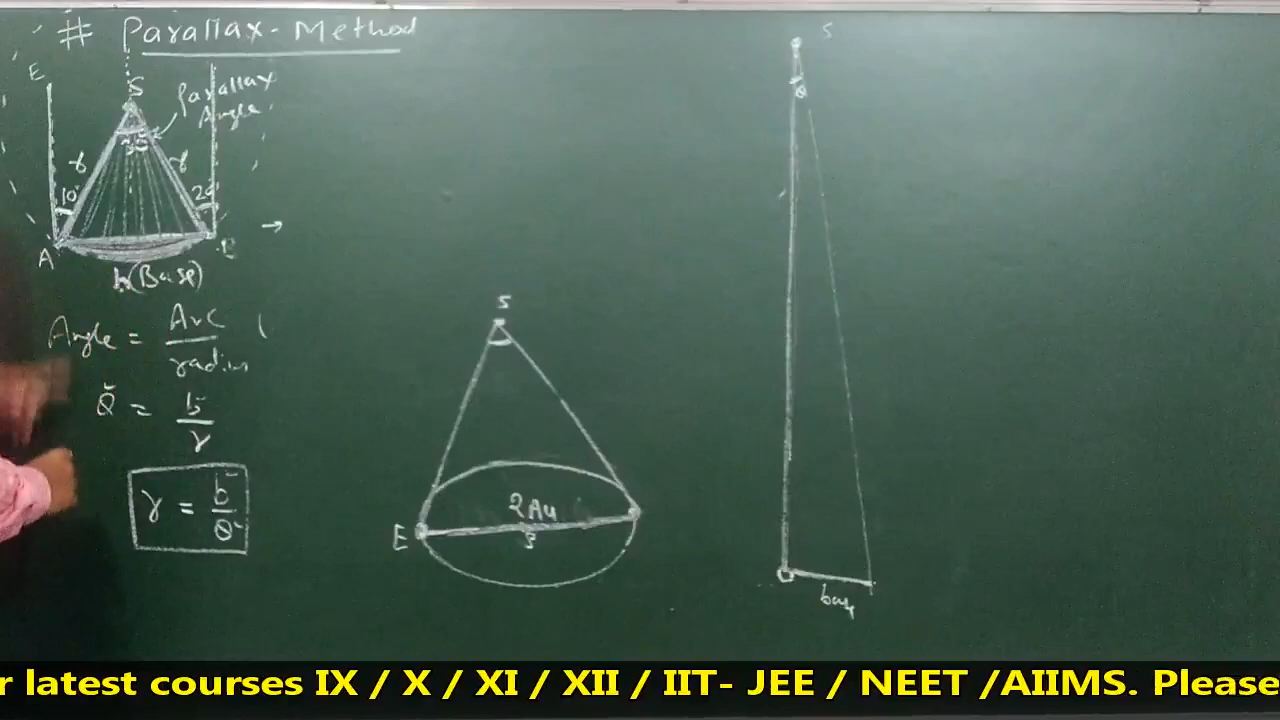 # Parallax-Method
E
S
Parallax
Angle
r r
10° 20
A B
b(Base)
→
Angle = Arc
radius
θ = b
r
r = b
θ
S
2Au
E S
S
θ
base
r latest courses IX / X / XI / XII / IIT- JEE / NEET /AIIMS. Please